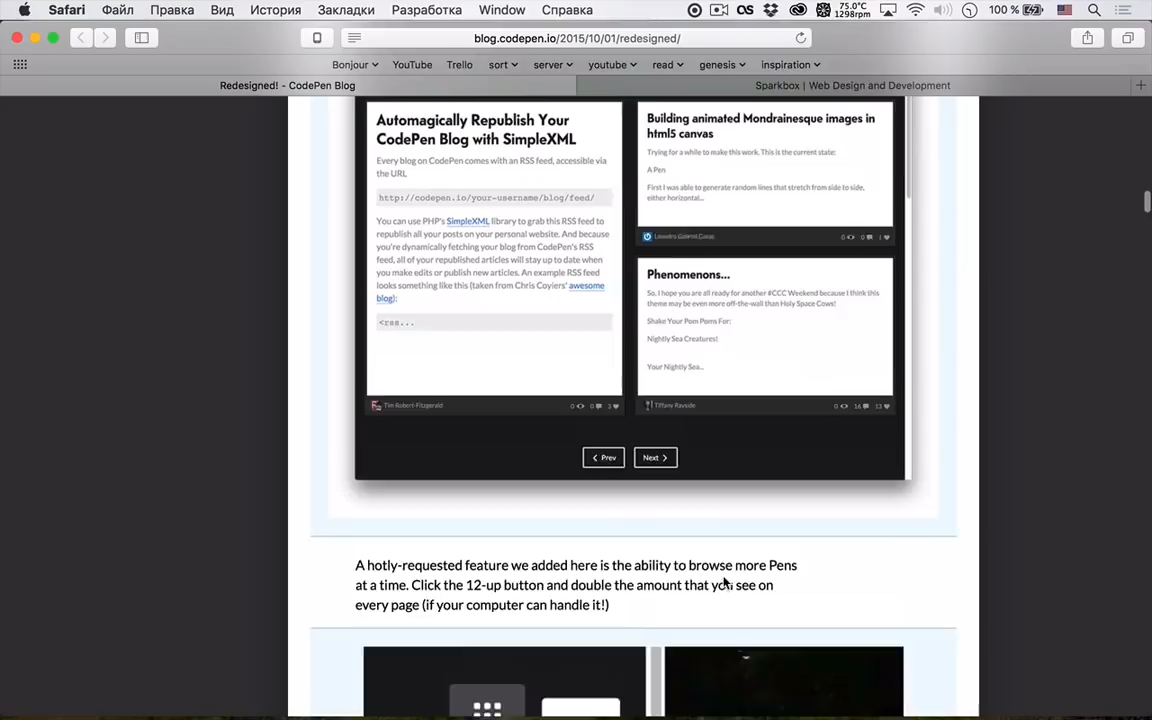 Safari Файл Правка Вид История Закладки Разработка Window Справка 75.0°C 1298rpm 100 %
blog.codepen.io/2015/10/01/redesigned/
Bonjour YouTube Trello sort server youtube read genesis inspiration
Redesigned! - CodePen Blog Sparkbox | Web Design and Development
Automagically Republish Your
CodePen Blog with SimpleXML
Every blog on CodePen comes with an RSS feed, accessible via
the URL
http://codepen.io/your-username/blog/feed/
You can use PHP's SimpleXML library to grab this RSS feed to
republish all your posts on your personal website. And because
you're dynamically fetching your blog from CodePen's RSS
feed, all of your republished articles will stay up to date when
you make edits or publish new articles. An example RSS feed
looks something like this (taken from Chris Coyiers' awesome
blog):
<rss...
Tim Robert-Fitzgerald 0 0 3
Building animated Mondrainesque images in
html5 canvas
Trying for a while to make this work. This is the current state:
A Pen
First I was able to generate random lines that stretch from side to side,
either horizontal...
0 0 1
Phenomenons...
So, I hope you are all ready for another #CCC Weekend because I think this
theme may be even more off-the-wall than Holy Space Cows!
Shake Your Pom Poms For:
Nightly Sea Creatures!
Your Nightly Sea...
Tiffany Rayside 0 16 13
Prev Next
A hotly-requested feature we added here is the ability to browse more Pens
at a time. Click the 12-up button and double the amount that you see on
every page (if your computer can handle it!)